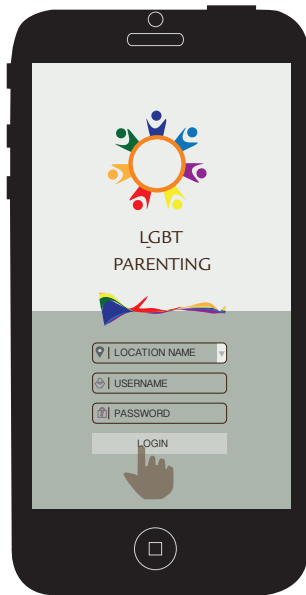 LGBT
PARENTING
LOCATION NAME
USERNAME
PASSWORD
LOGIN